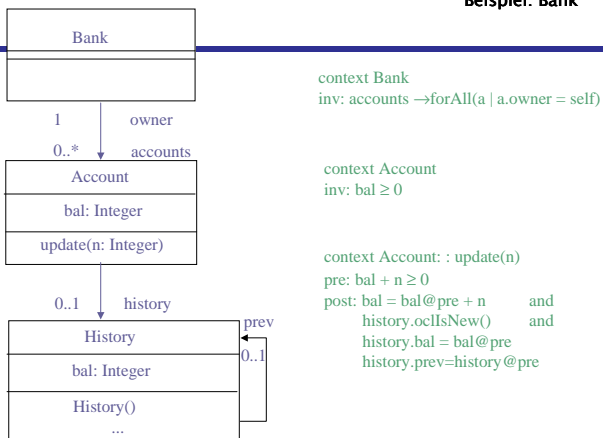 Beispiel: Bank
Bank
1 owner
0..* accounts
Account
bal: Integer
update(n: Integer)
0..1 history
prev
0..1
History
bal: Integer
History()
...
context Bank
inv: accounts →forAll(a | a.owner = self)
context Account
inv: bal ≥ 0
context Account: : update(n)
pre: bal + n ≥ 0
post: bal = bal@pre + n and
history.oclIsNew() and
history.bal = bal@pre
history.prev=history@pre